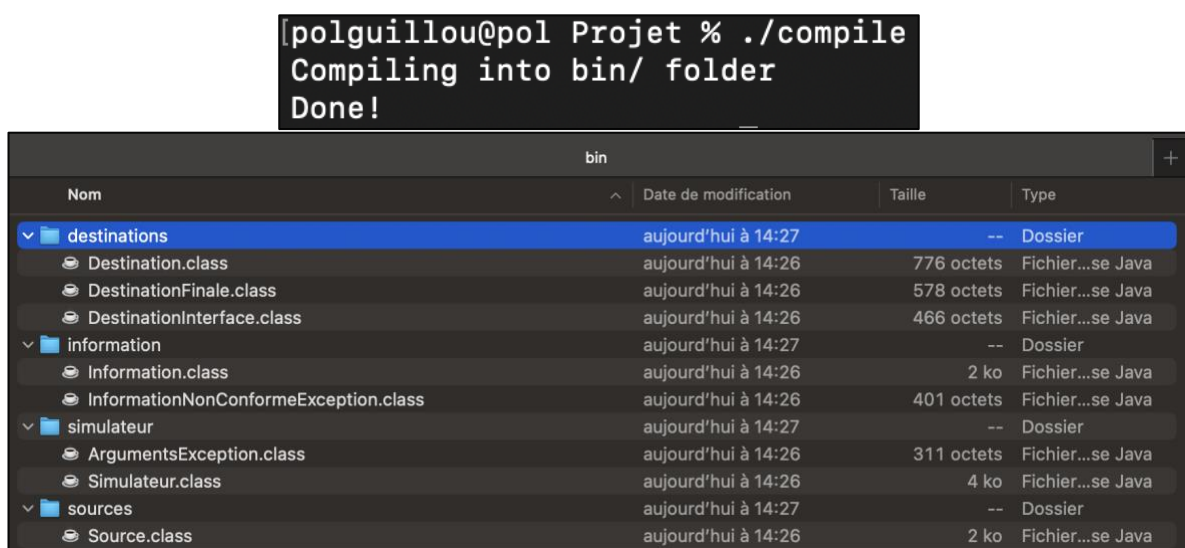 [polguillou@pol Projet % ./compile
Compiling into bin/ folder
Done!
bin +
Nom Date de modification Taille Type
destinations aujourd'hui à 14:27 -- Dossier
Destination.class aujourd'hui à 14:26 776 octets Fichier...se Java
DestinationFinale.class aujourd'hui à 14:26 578 octets Fichier...se Java
DestinationInterface.class aujourd'hui à 14:26 466 octets Fichier...se Java
information aujourd'hui à 14:27 -- Dossier
Information.class aujourd'hui à 14:26 2 ko Fichier...se Java
InformationNonConformeException.class aujourd'hui à 14:26 401 octets Fichier...se Java
simulateur aujourd'hui à 14:27 -- Dossier
ArgumentsException.class aujourd'hui à 14:26 311 octets Fichier...se Java
Simulateur.class aujourd'hui à 14:26 4 ko Fichier...se Java
sources aujourd'hui à 14:27 -- Dossier
Source.class aujourd'hui à 14:26 2 ko Fichier...se Java